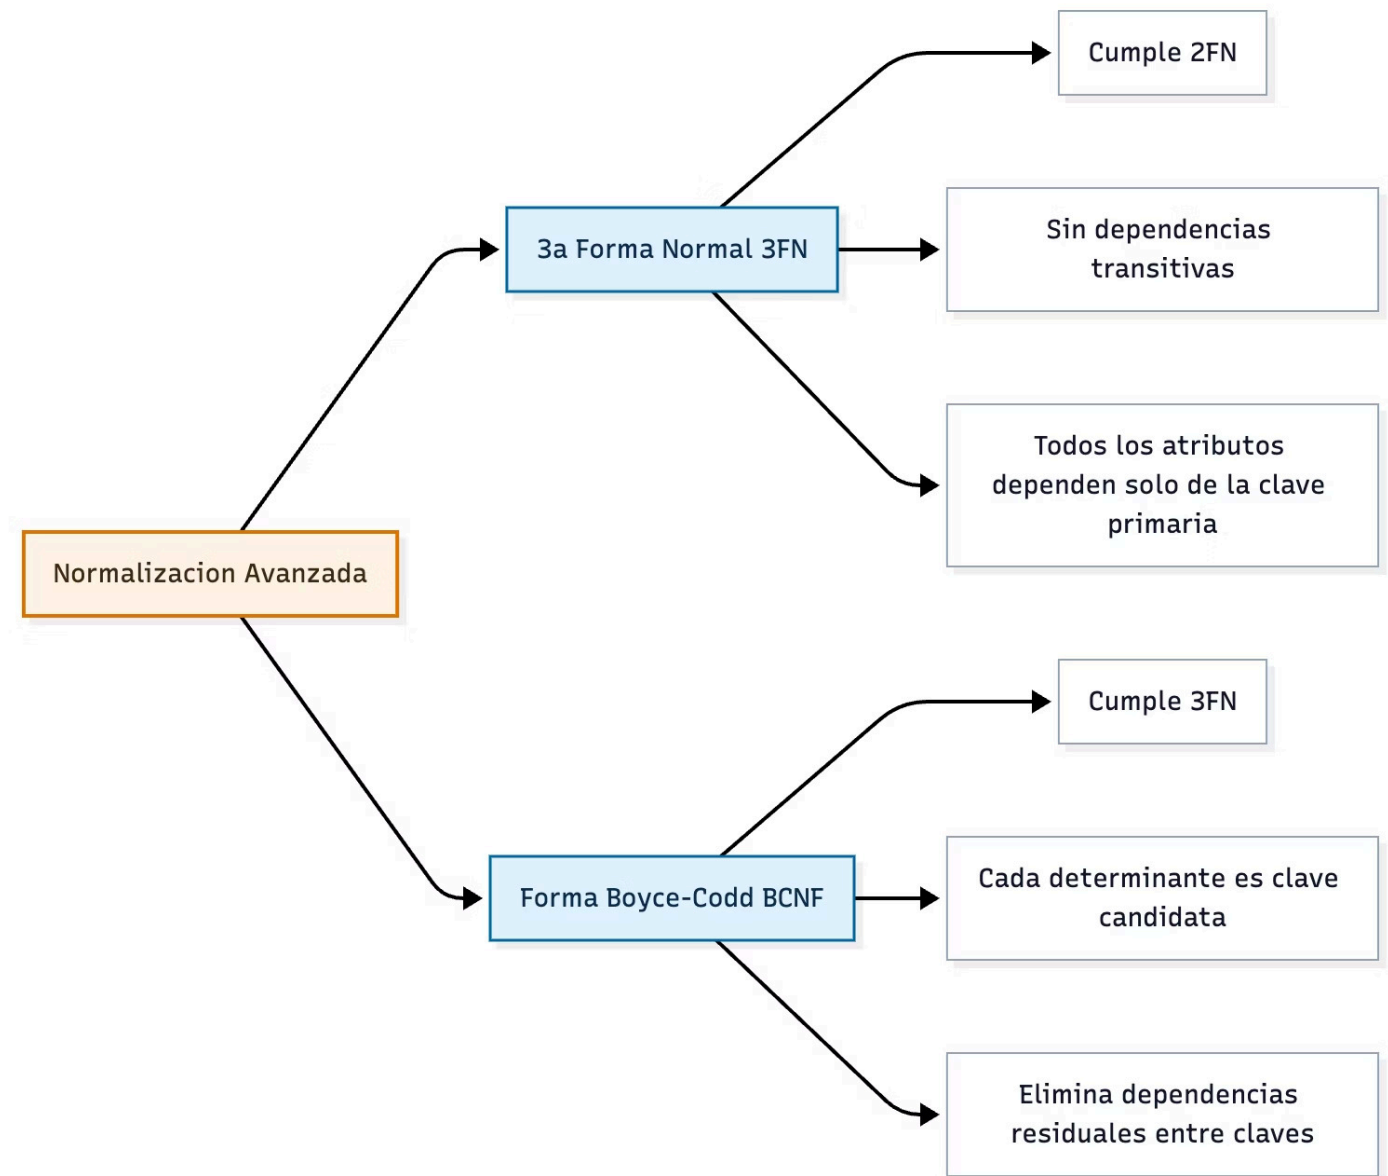 Cumple 2FN
3a Forma Normal 3FN
Sin dependencias
transitivas
Todos los atributos
dependen solo de la clave
primaria
Normalizacion Avanzada
Cumple 3FN
Forma Boyce-Codd BCNF
Cada determinante es clave
candidata
Elimina dependencias
residuales entre claves